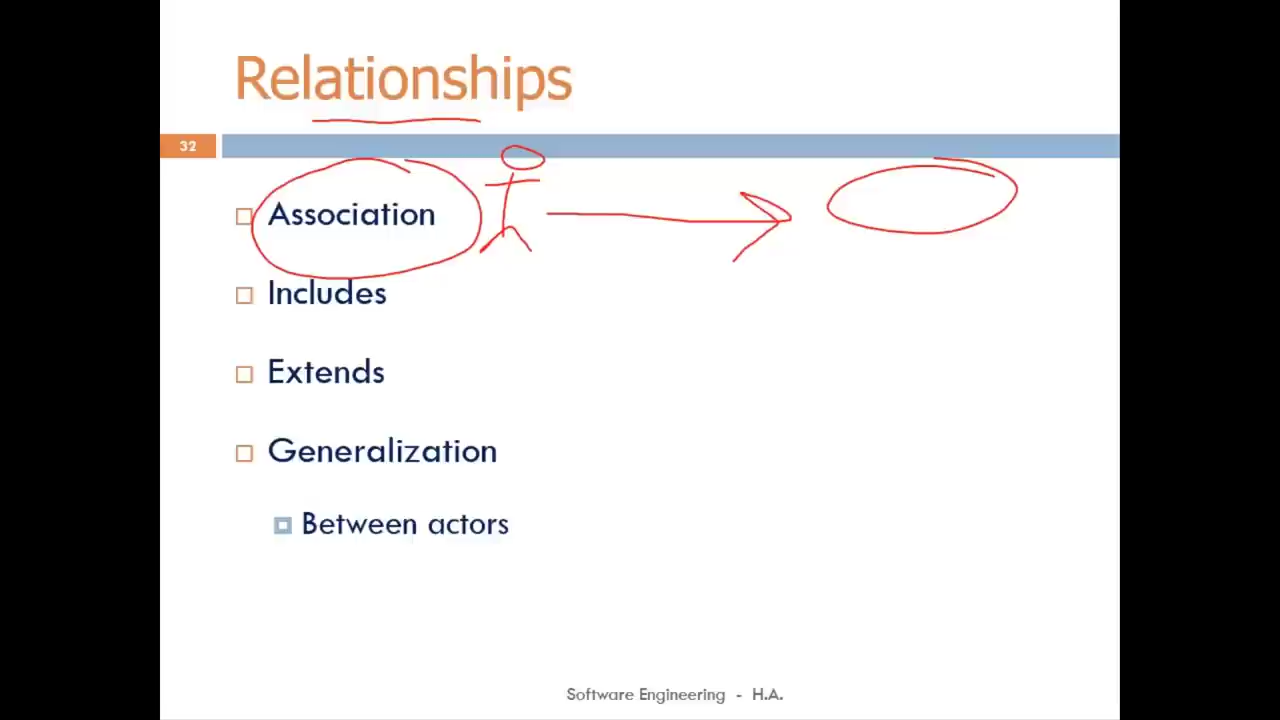 Relationships
32
Association
Includes
Extends
Generalization
Between actors
Software Engineering - H.A.